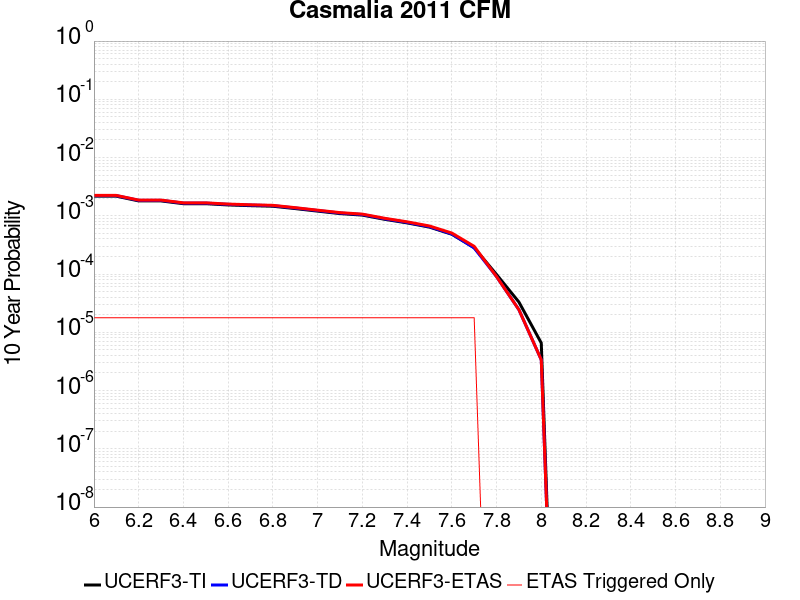 Casmalia 2011 CFM
10 Year Probability
10^0
10^-1
10^-2
10^-3
10^-4
10^-5
10^-6
10^-7
10^-8
6 6.2 6.4 6.6 6.8 7 7.2 7.4 7.6 7.8 8 8.2 8.4 8.6 8.8 9
Magnitude
UCERF3-TI UCERF3-TD UCERF3-ETAS ETAS Triggered Only